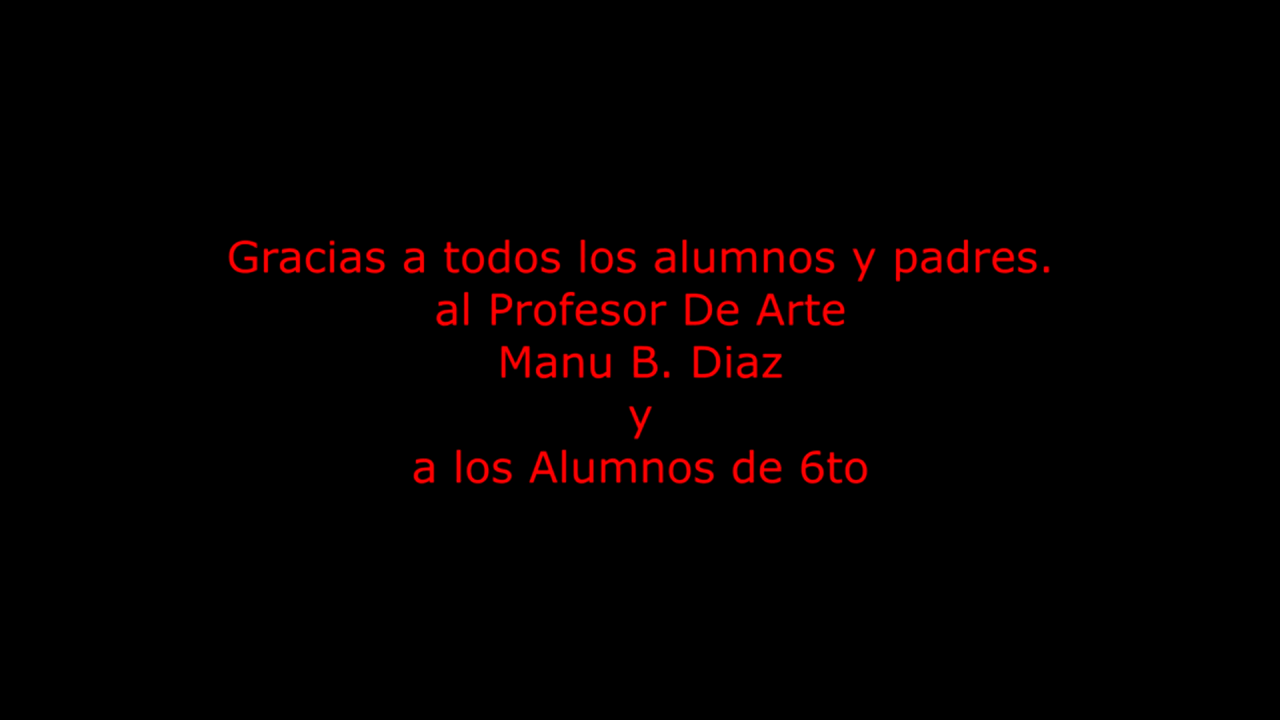 Gracias a todos los alumnos y padres.
al Profesor De Arte
Manu B. Diaz
y
a los Alumnos de 6to